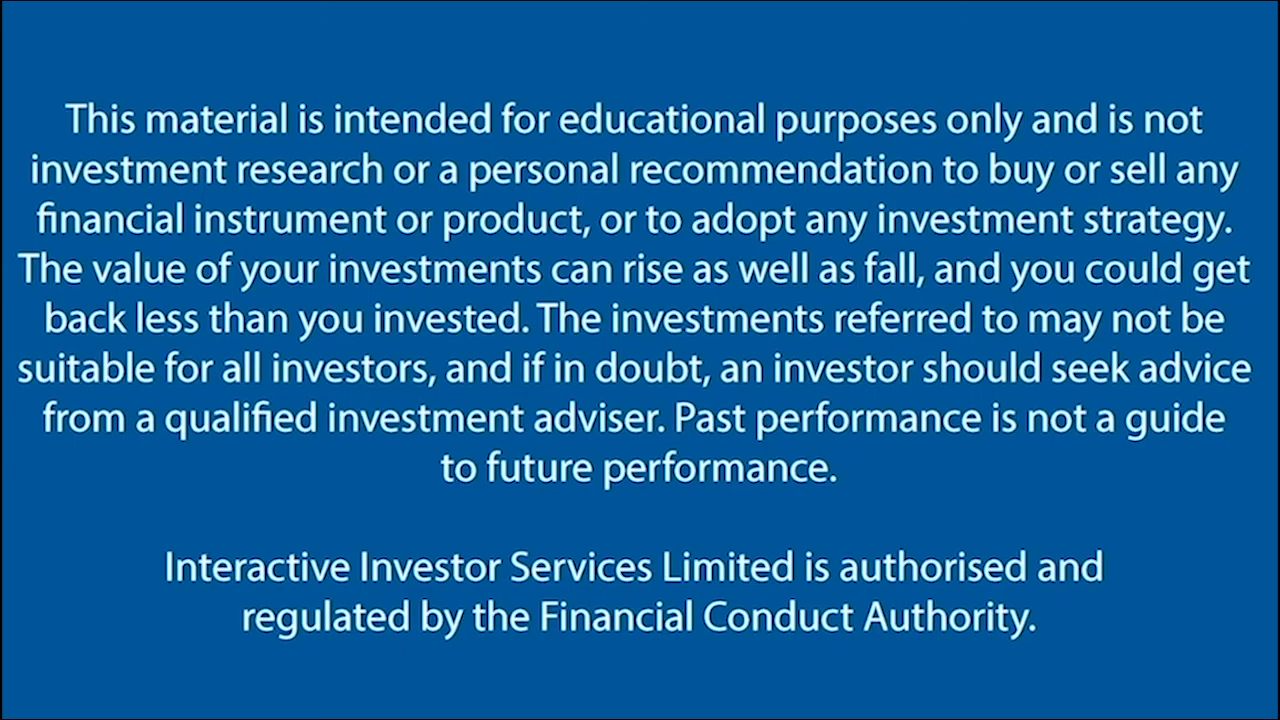 This material is intended for educational purposes only and is not
investment research or a personal recommendation to buy or sell any
financial instrument or product, or to adopt any investment strategy.
The value of your investments can rise as well as fall, and you could get
back less than you invested. The investments referred to may not be
suitable for all investors, and if in doubt, an investor should seek advice
from a qualified investment adviser. Past performance is not a guide
to future performance.
Interactive Investor Services Limited is authorised and
regulated by the Financial Conduct Authority.